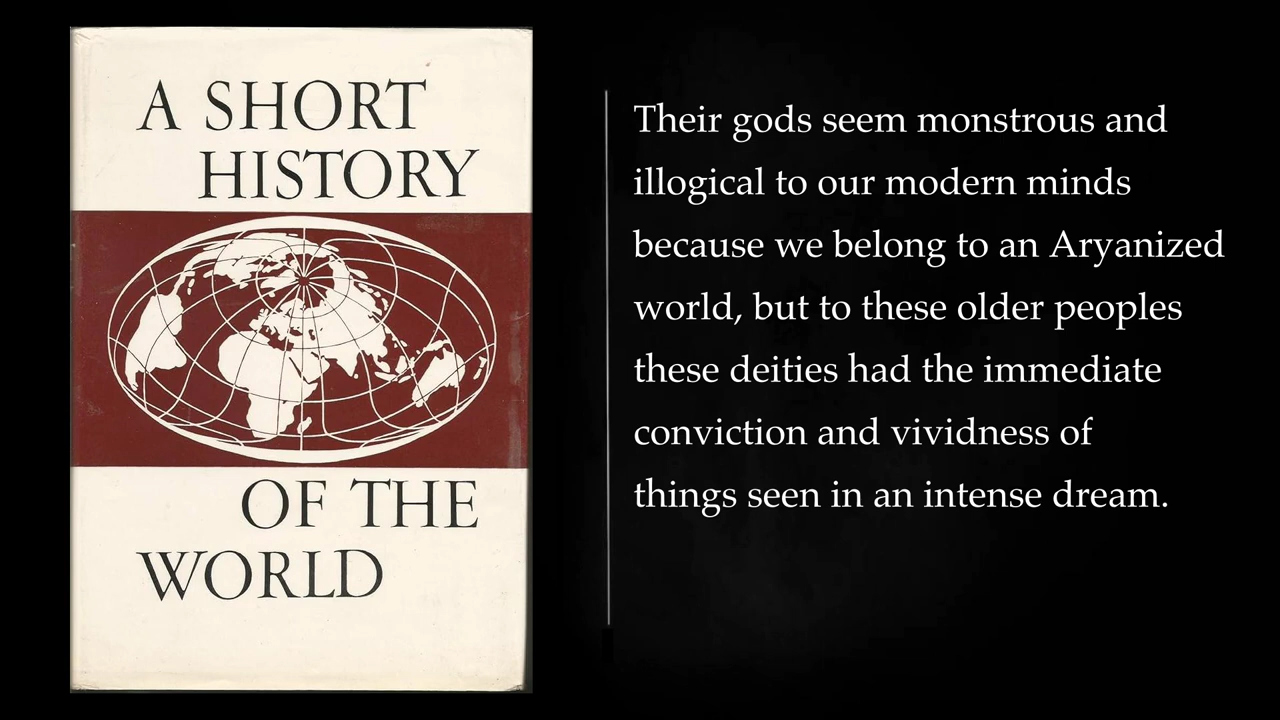 A SHORT
HISTORY
OF THE
WORLD
Their gods seem monstrous and
illogical to our modern minds
because we belong to an Aryanized
world, but to these older peoples
these deities had the immediate
conviction and vividness of
things seen in an intense dream.